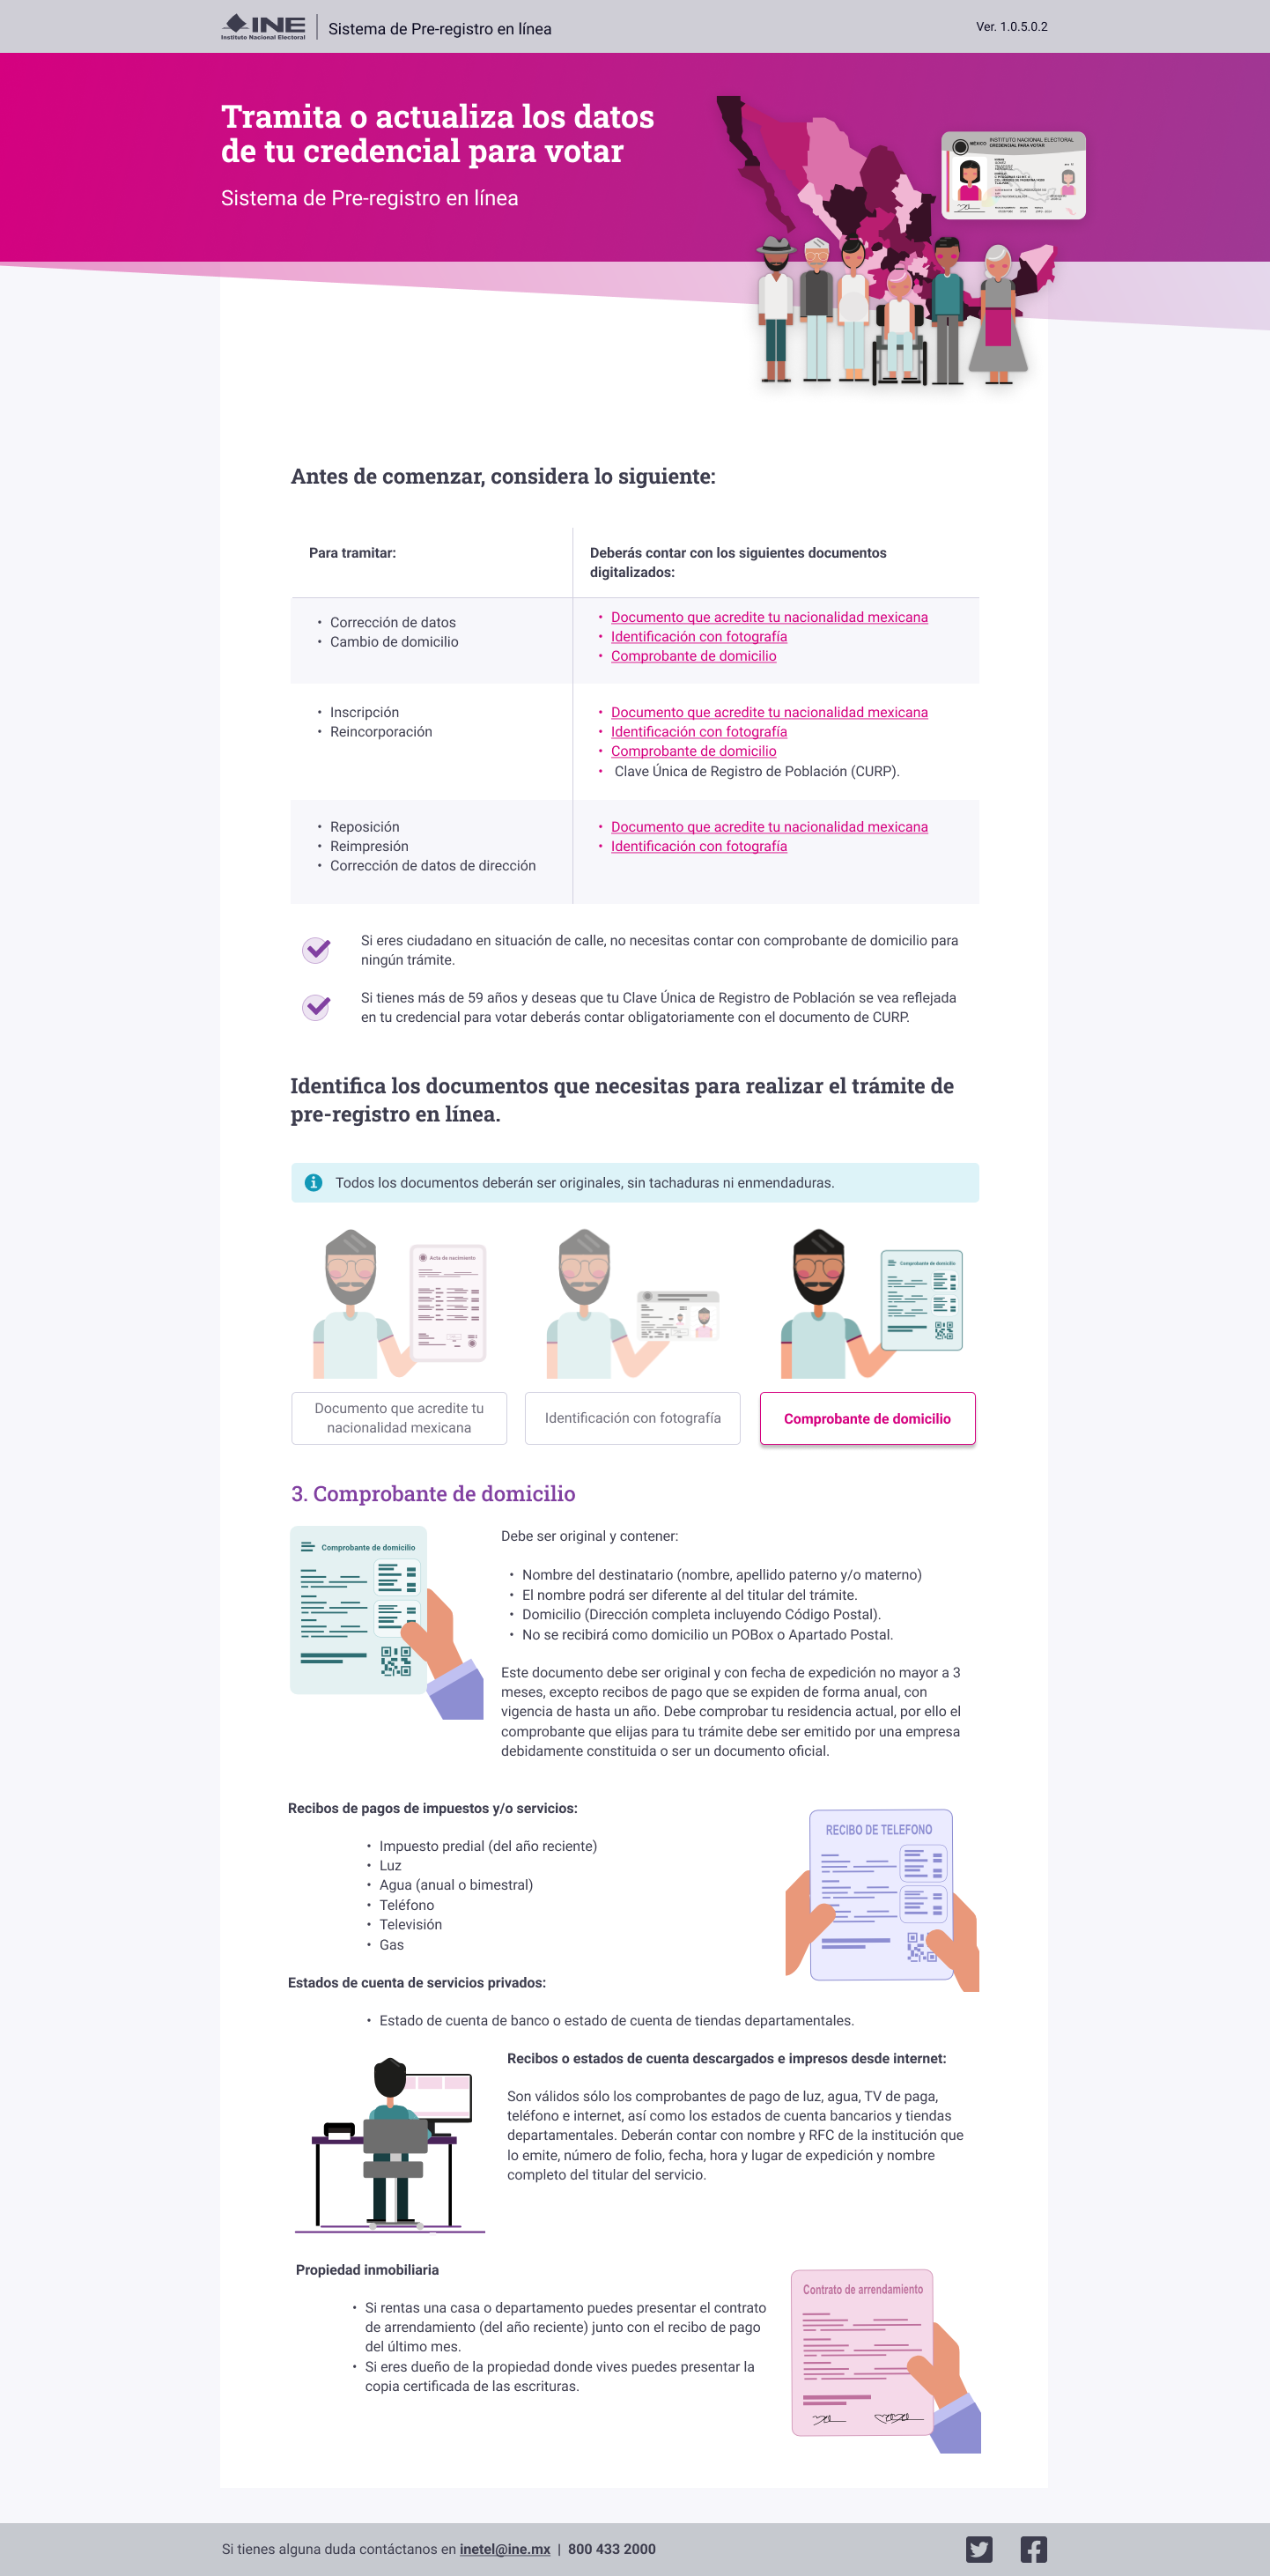 INE
Instituto Nacional Electoral
Sistema de Pre-registro en línea
Ver. 1.0.5.0.2
Tramita o actualiza los datos
de tu credencial para votar
Sistema de Pre-registro en línea
MÉXICO
INSTITUTO NACIONAL ELECTORAL
CREDENCIAL PARA VOTAR
Antes de comenzar, considera lo siguiente:
Para tramitar:
Deberás contar con los siguientes documentos
digitalizados:
• Corrección de datos
• Cambio de domicilio
• Documento que acredite tu nacionalidad mexicana
• Identificación con fotografía
• Comprobante de domicilio
• Inscripción
• Reincorporación
• Documento que acredite tu nacionalidad mexicana
• Identificación con fotografía
• Comprobante de domicilio
• Clave Única de Registro de Población (CURP).
• Reposición
• Reimpresión
• Corrección de datos de dirección
• Documento que acredite tu nacionalidad mexicana
• Identificación con fotografía
Si eres ciudadano en situación de calle, no necesitas contar con comprobante de domicilio para
ningún trámite.
Si tienes más de 59 años y deseas que tu Clave Única de Registro de Población se vea reflejada
en tu credencial para votar deberás contar obligatoriamente con el documento de CURP.
Identifica los documentos que necesitas para realizar el trámite de
pre-registro en línea.
Todos los documentos deberán ser originales, sin tachaduras ni enmendaduras.
Acta de nacimiento
Comprobante de domicilio
Documento que acredite tu
nacionalidad mexicana
Identificación con fotografía
Comprobante de domicilio
3. Comprobante de domicilio
Comprobante de domicilio
Debe ser original y contener:
• Nombre del destinatario (nombre, apellido paterno y/o materno)
• El nombre podrá ser diferente al del titular del trámite.
• Domicilio (Dirección completa incluyendo Código Postal).
• No se recibirá como domicilio un POBox o Apartado Postal.
Este documento debe ser original y con fecha de expedición no mayor a 3
meses, excepto recibos de pago que se expiden de forma anual, con
vigencia de hasta un año. Debe comprobar tu residencia actual, por ello el
comprobante que elijas para tu trámite debe ser emitido por una empresa
debidamente constituida o ser un documento oficial.
Recibos de pagos de impuestos y/o servicios:
• Impuesto predial (del año reciente)
• Luz
• Agua (anual o bimestral)
• Teléfono
• Televisión
• Gas
RECIBO DE TELEFONO
Estados de cuenta de servicios privados:
• Estado de cuenta de banco o estado de cuenta de tiendas departamentales.
Recibos o estados de cuenta descargados e impresos desde internet:
Son válidos sólo los comprobantes de pago de luz, agua, TV de paga,
teléfono e internet, así como los estados de cuenta bancarios y tiendas
departamentales. Deberán contar con nombre y RFC de la institución que
lo emite, número de folio, fecha, hora y lugar de expedición y nombre
completo del titular del servicio.
Propiedad inmobiliaria
• Si rentas una casa o departamento puedes presentar el contrato
de arrendamiento (del año reciente) junto con el recibo de pago
del último mes.
• Si eres dueño de la propiedad donde vives puedes presentar la
copia certificada de las escrituras.
Contrato de arrendamiento
Si tienes alguna duda contáctanos en inetel@ine.mx | 800 433 2000